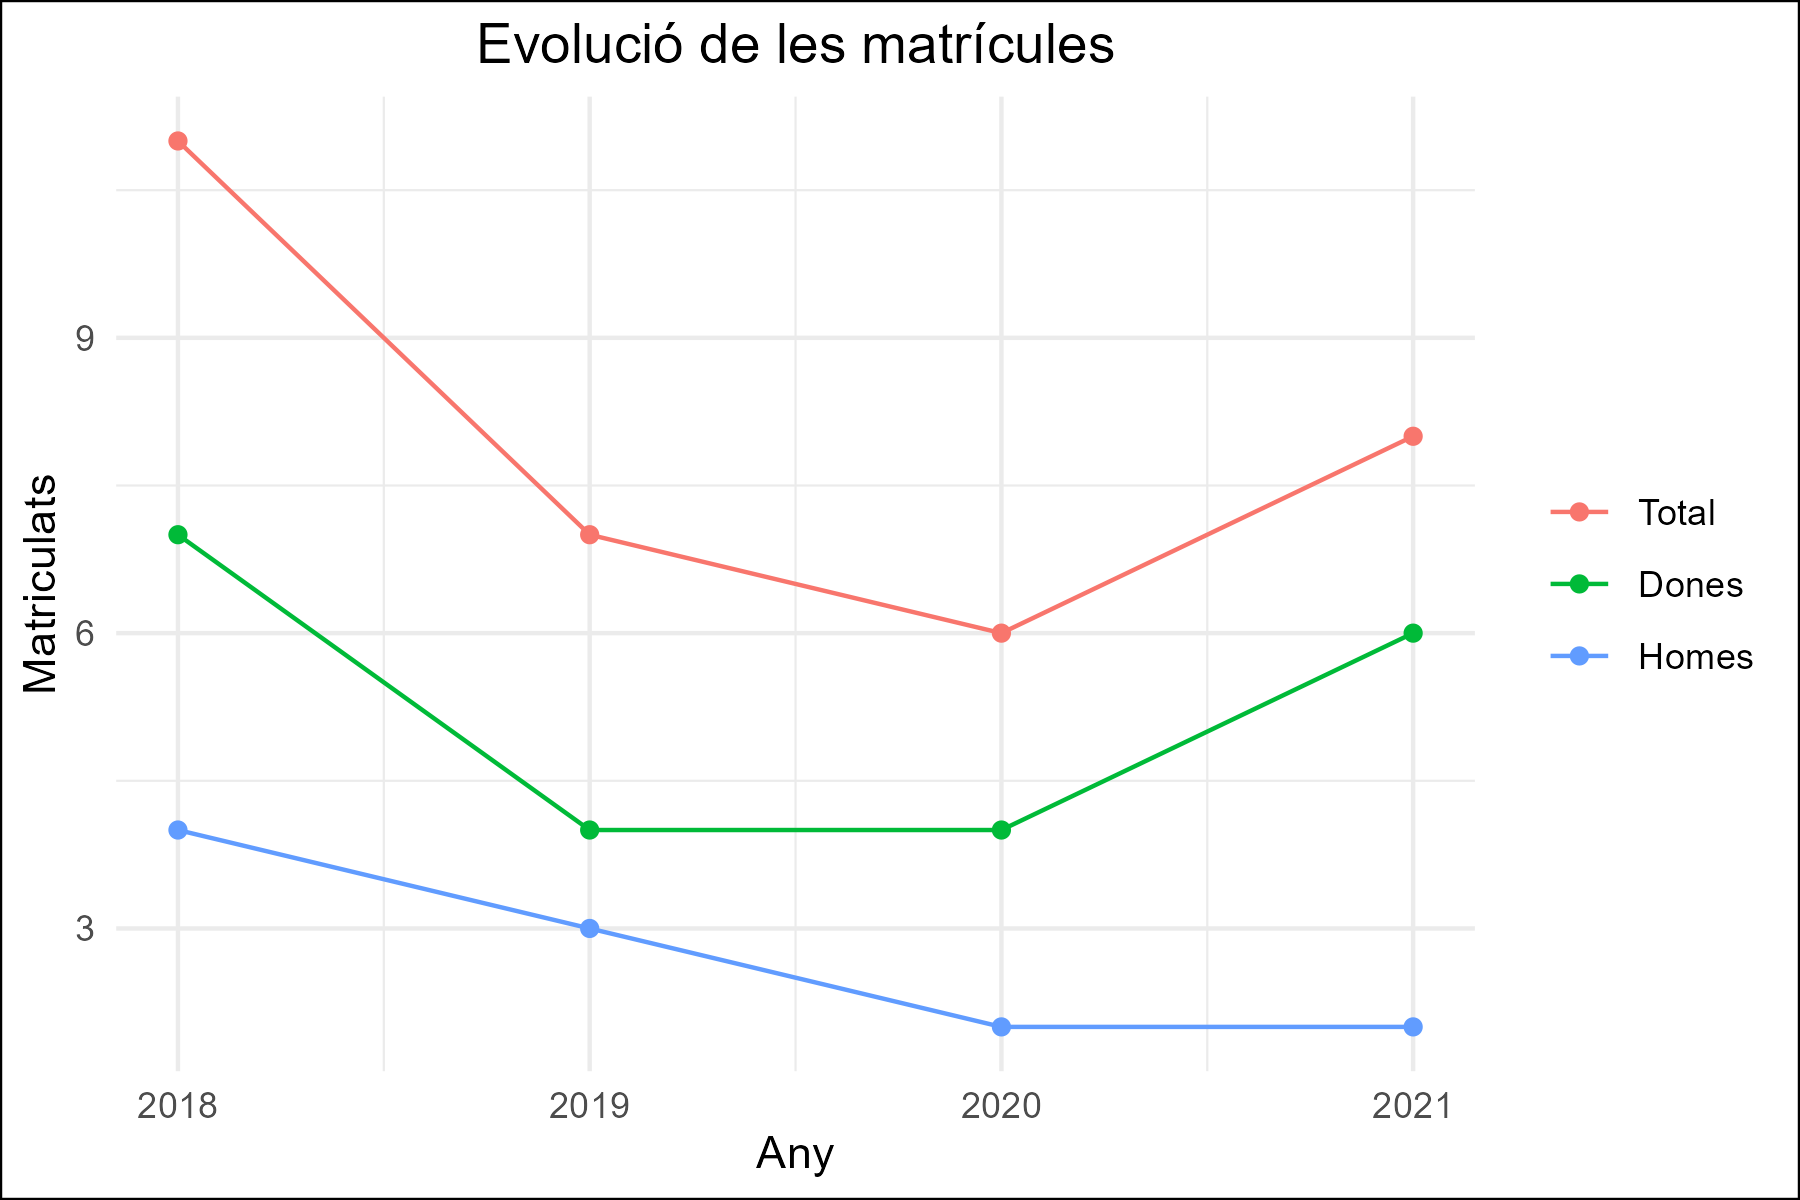 Evolució de les matrícules
Matriculats
9
6
3
2018 2019 2020 2021
Any
Total
Dones
Homes